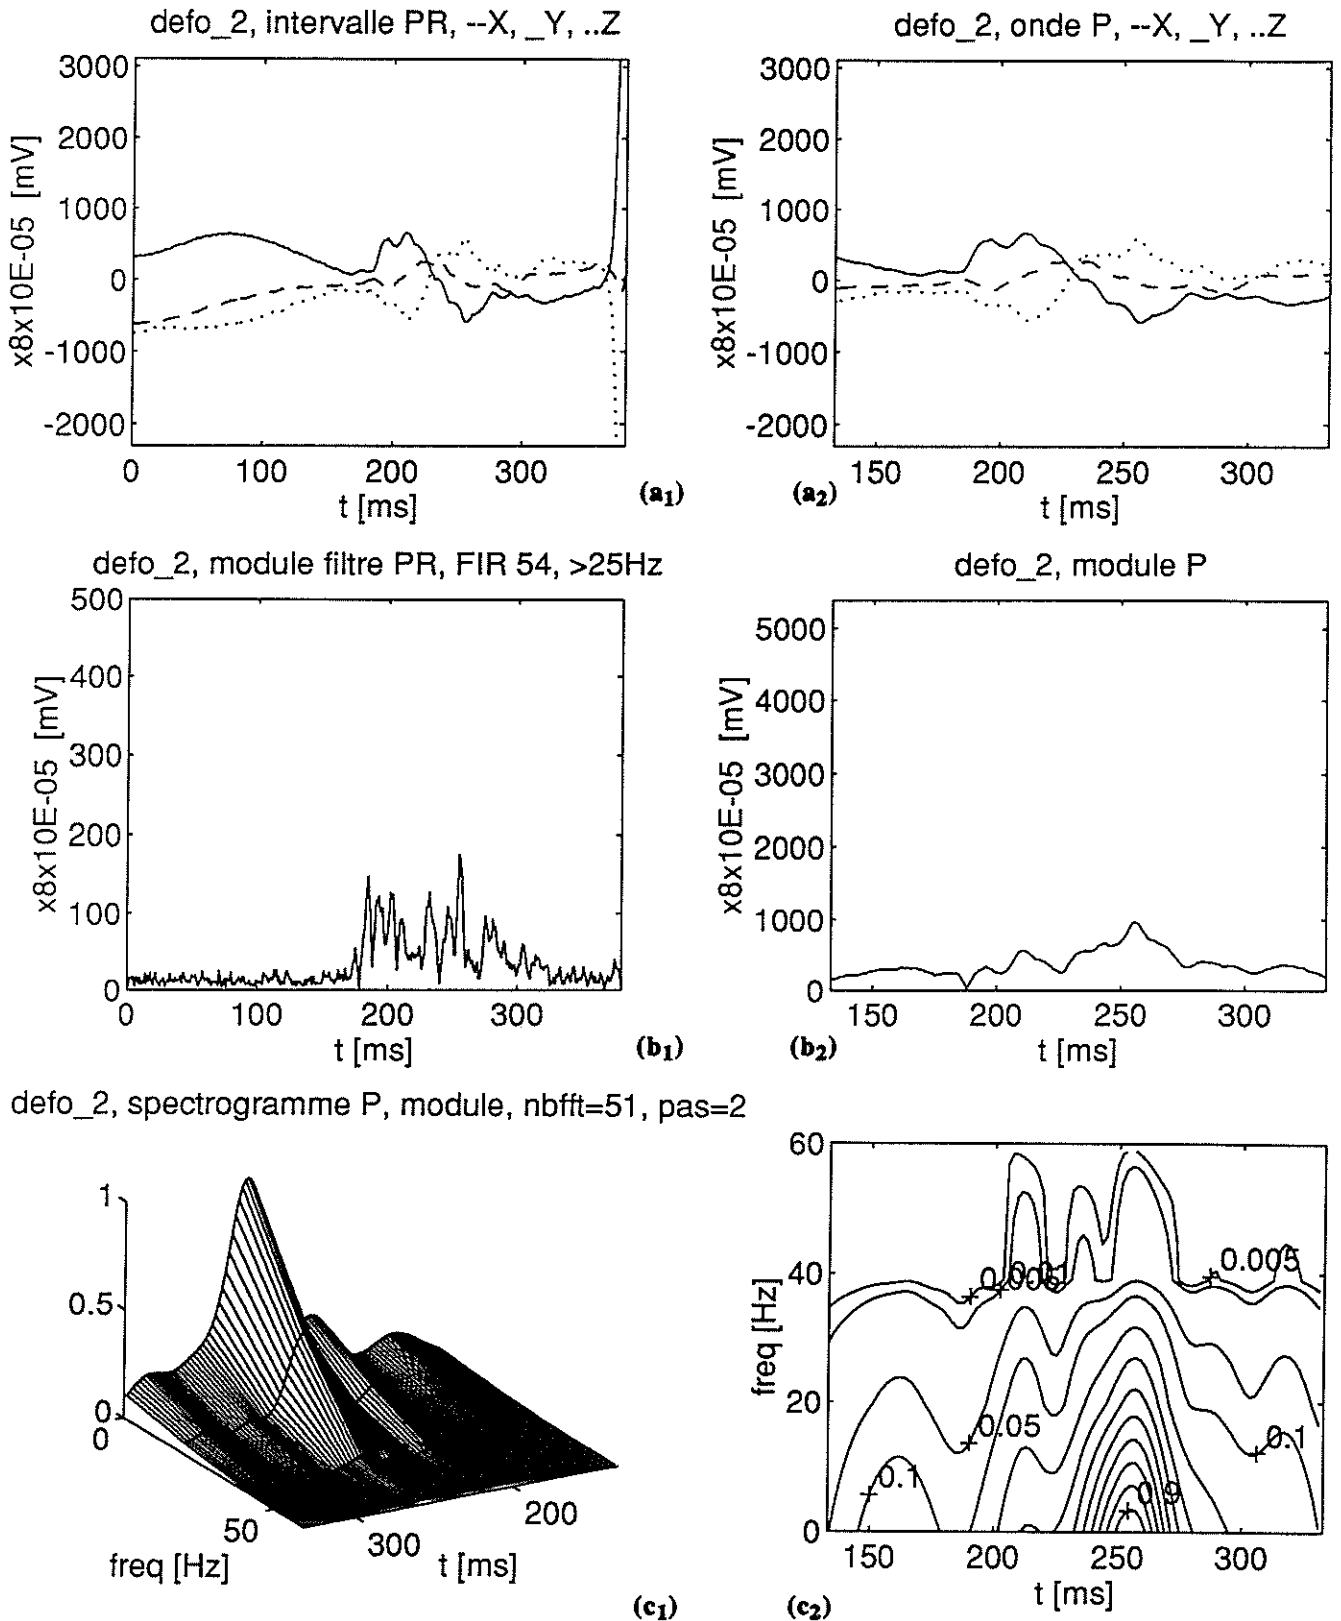 defo_2, intervalle PR, --X, _Y, ..Z
3000
2000
1000
0
-1000
-2000
x8x10E-05 [mV]
0 100 200 300
t [ms]
(a1)
defo_2, onde P, --X, _Y, ..Z
3000
2000
1000
0
-1000
-2000
x8x10E-05 [mV]
150 200 250 300
t [ms]
(a2)
defo_2, module filtre PR, FIR 54, >25Hz
500
400
300
200
100
0
x8x10E-05 [mV]
0 100 200 300
t [ms]
(b1)
defo_2, module P
5000
4000
3000
2000
1000
0
x8x10E-05 [mV]
150 200 250 300
t [ms]
(b2)
defo_2, spectrogramme P, module, nbfft=51, pas=2
1
0.5
0
0
50
freq [Hz]
300
200
t [ms]
(c1)
60
40
20
0
freq [Hz]
0.005
0.01
0.005
0.05
0.1
0.1
0.9
150 200 250 300
t [ms]
(c2)